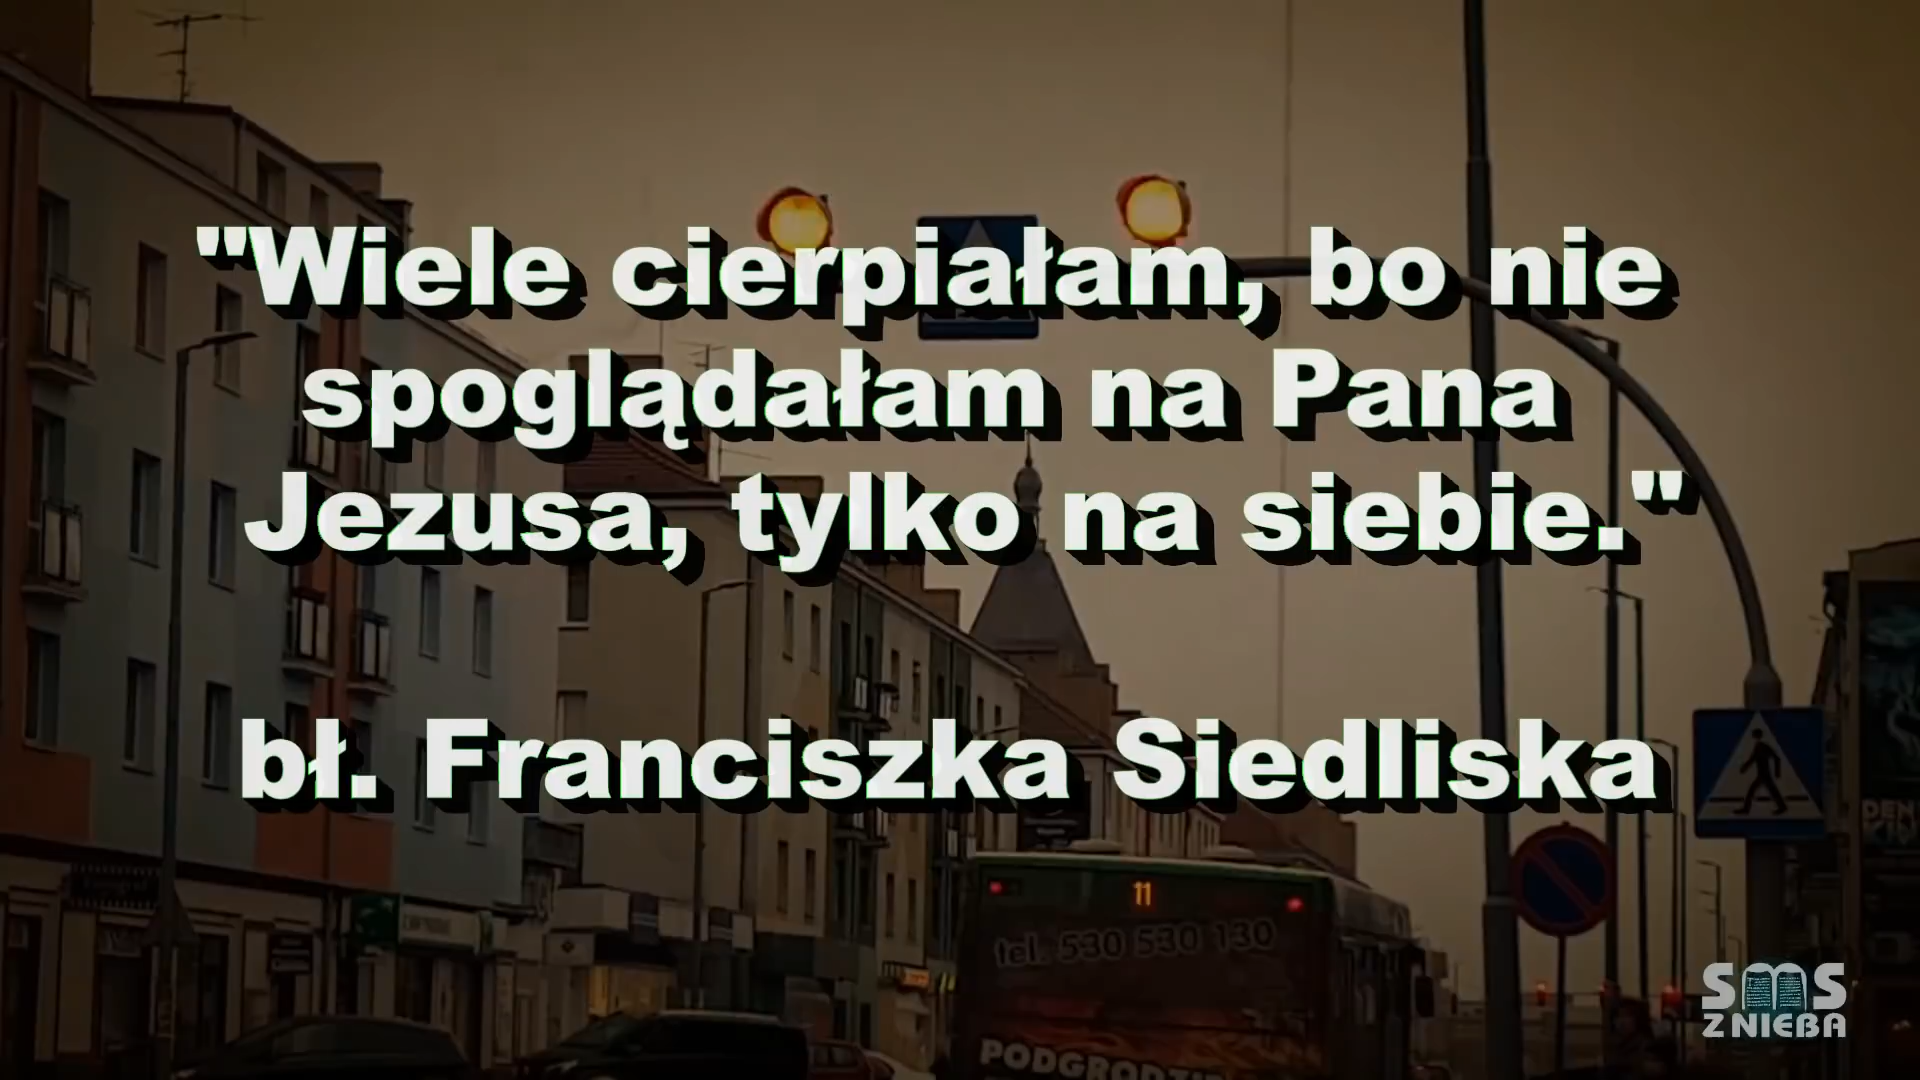 "Wiele cierpiałam, bo nie
spoglądałam na Pana
Jezusa, tylko na siebie."
bł. Franciszka Siedliska
11
tel. 530 530 130
SMS
Z NIEBA